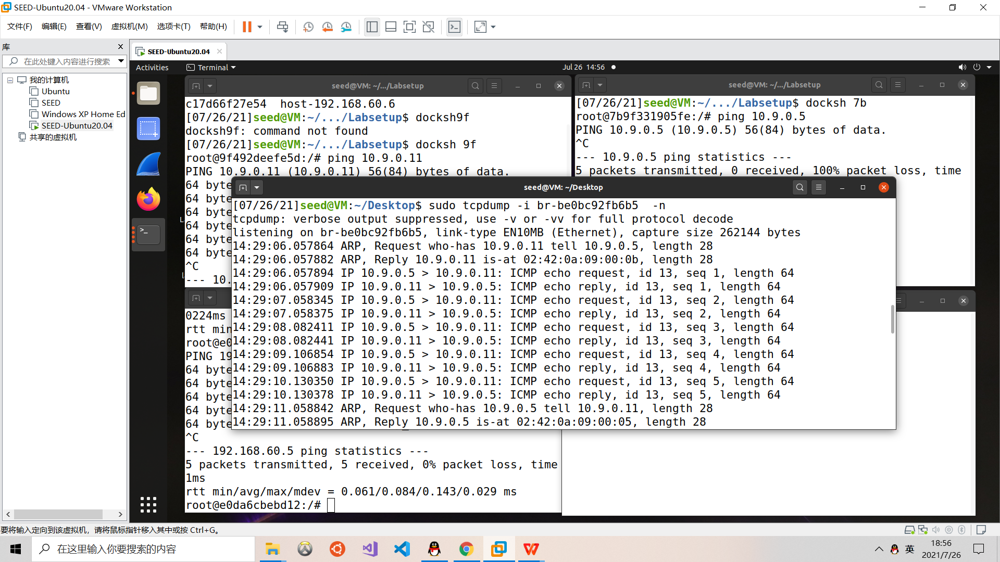 SEED-Ubuntu20.04 - VMware Workstation
文件(F) 编辑(E) 查看(V) 虚拟机(M) 选项卡(T) 帮助(H)
库
在此处键入内容进行搜索
我的计算机
Ubuntu
SEED
Windows XP Home Ed
SEED-Ubuntu20.04
共享的虚拟机
SEED-Ubuntu20.04
Activities Terminal Jul 26 14:56
seed@VM: ~/.../Labsetup
c17d66f27e54  host-192.168.60.6
[07/26/21]seed@VM:~/.../Labsetup$ docksh9f
docksh9f: command not found
[07/26/21]seed@VM:~/.../Labsetup$ docksh 9f
root@9f492deefe5d:/# ping 10.9.0.11
PING 10.9.0.11 (10.9.0.11) 56(84) bytes of data.
64 byte
64 byte
64 byte
64 byte
64 byte
64 byte
^C
--- 10.
seed@VM: ~/.../Labsetup
[07/26/21]seed@VM:~/.../Labsetup$ docksh 7b
root@7b9f331905fe:/# ping 10.9.0.5
PING 10.9.0.5 (10.9.0.5) 56(84) bytes of data.
^C
--- 10.9.0.5 ping statistics ---
5 packets transmitted, 0 received, 100% packet loss, time
seed@VM: ~/Desktop
[07/26/21]seed@VM:~/Desktop$ sudo tcpdump -i br-be0bc92fb6b5  -n
tcpdump: verbose output suppressed, use -v or -vv for full protocol decode
listening on br-be0bc92fb6b5, link-type EN10MB (Ethernet), capture size 262144 bytes
14:29:06.057864 ARP, Request who-has 10.9.0.11 tell 10.9.0.5, length 28
14:29:06.057882 ARP, Reply 10.9.0.11 is-at 02:42:0a:09:00:0b, length 28
14:29:06.057894 IP 10.9.0.5 > 10.9.0.11: ICMP echo request, id 13, seq 1, length 64
14:29:06.057909 IP 10.9.0.11 > 10.9.0.5: ICMP echo reply, id 13, seq 1, length 64
14:29:07.058345 IP 10.9.0.5 > 10.9.0.11: ICMP echo request, id 13, seq 2, length 64
14:29:07.058375 IP 10.9.0.11 > 10.9.0.5: ICMP echo reply, id 13, seq 2, length 64
14:29:08.082411 IP 10.9.0.5 > 10.9.0.11: ICMP echo request, id 13, seq 3, length 64
14:29:08.082441 IP 10.9.0.11 > 10.9.0.5: ICMP echo reply, id 13, seq 3, length 64
14:29:09.106854 IP 10.9.0.5 > 10.9.0.11: ICMP echo request, id 13, seq 4, length 64
14:29:09.106883 IP 10.9.0.11 > 10.9.0.5: ICMP echo reply, id 13, seq 4, length 64
14:29:10.130350 IP 10.9.0.5 > 10.9.0.11: ICMP echo request, id 13, seq 5, length 64
14:29:10.130378 IP 10.9.0.11 > 10.9.0.5: ICMP echo reply, id 13, seq 5, length 64
14:29:11.058842 ARP, Request who-has 10.9.0.5 tell 10.9.0.11, length 28
14:29:11.058895 ARP, Reply 10.9.0.5 is-at 02:42:0a:09:00:05, length 28
0224ms
rtt min
root@e0
PING 19
64 byte
64 byte
64 byte
64 byte
64 byte
^C
--- 192.168.60.5 ping statistics ---
5 packets transmitted, 5 received, 0% packet loss, time
1ms
rtt min/avg/max/mdev = 0.061/0.084/0.143/0.029 ms
root@e0da6cbebd12:/#
要将输入定向到该虚拟机，请将鼠标指针移入其中或按 Ctrl+G。
在这里输入你要搜索的内容
英
18:56
2021/7/26